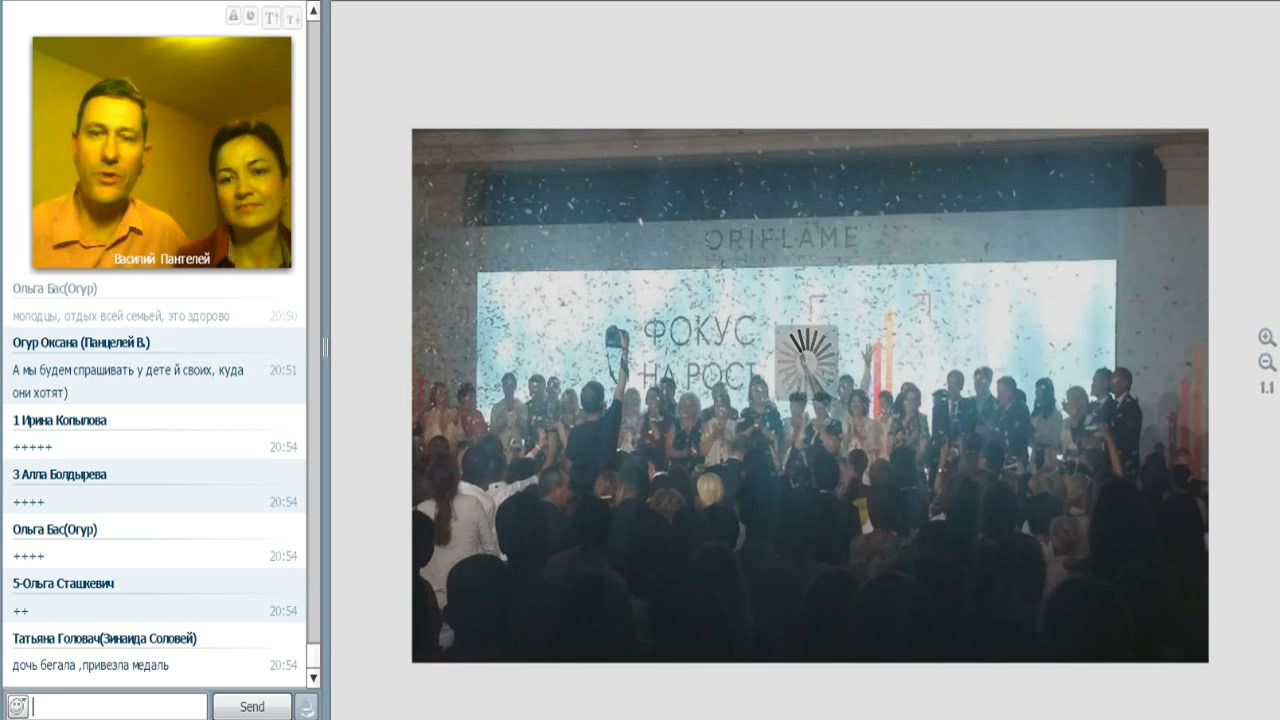 Василий Пантелей
Ольга Бас(Огур)
молодцы, отдых всей семьей, это здорово 20:50
Огур Оксана (Панцелей В.)
А мы будем спрашивать у дете й своих, куда 20:51
они хотят)
1 Ирина Копылова
+++++ 20:54
3 Алла Болдырева
++++ 20:54
Ольга Бас(Огур)
++++ 20:54
5-Ольга Сташкевич
++ 20:54
Татьяна Головач(Зинаида Соловей)
дочь бегала ,привезла медаль 20:54
Send
ORIFLAME
ФОКУС
НА РОСТ
1:1